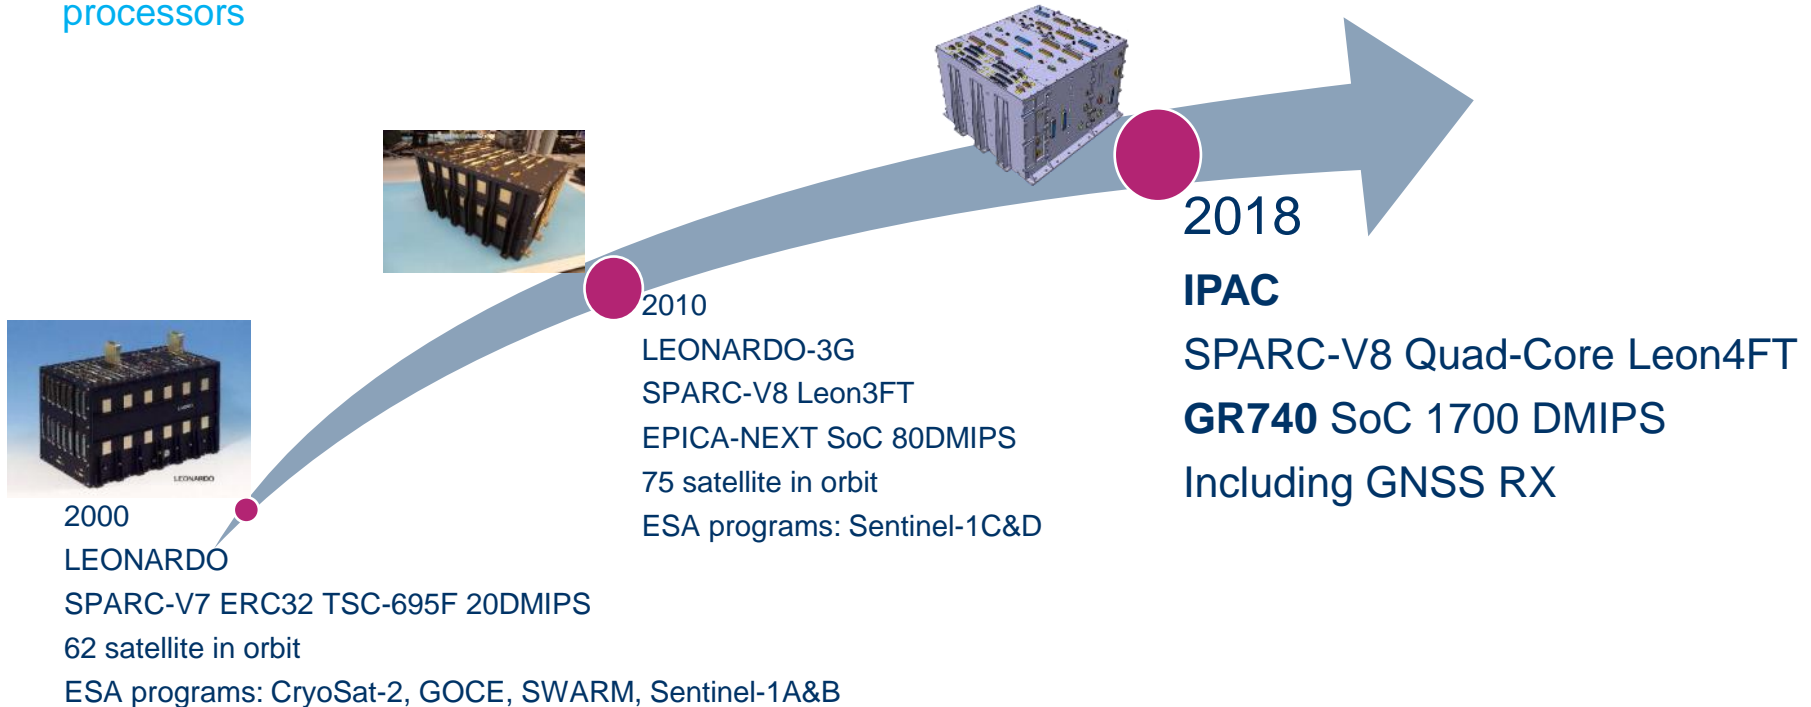 processors
LEONARDO
2000
LEONARDO
SPARC-V7 ERC32 TSC-695F 20DMIPS
62 satellite in orbit
ESA programs: CryoSat-2, GOCE, SWARM, Sentinel-1A&B
2010
LEONARDO-3G
SPARC-V8 Leon3FT
EPICA-NEXT SoC 80DMIPS
75 satellite in orbit
ESA programs: Sentinel-1C&D
2018
IPAC
SPARC-V8 Quad-Core Leon4FT
GR740 SoC 1700 DMIPS
Including GNSS RX